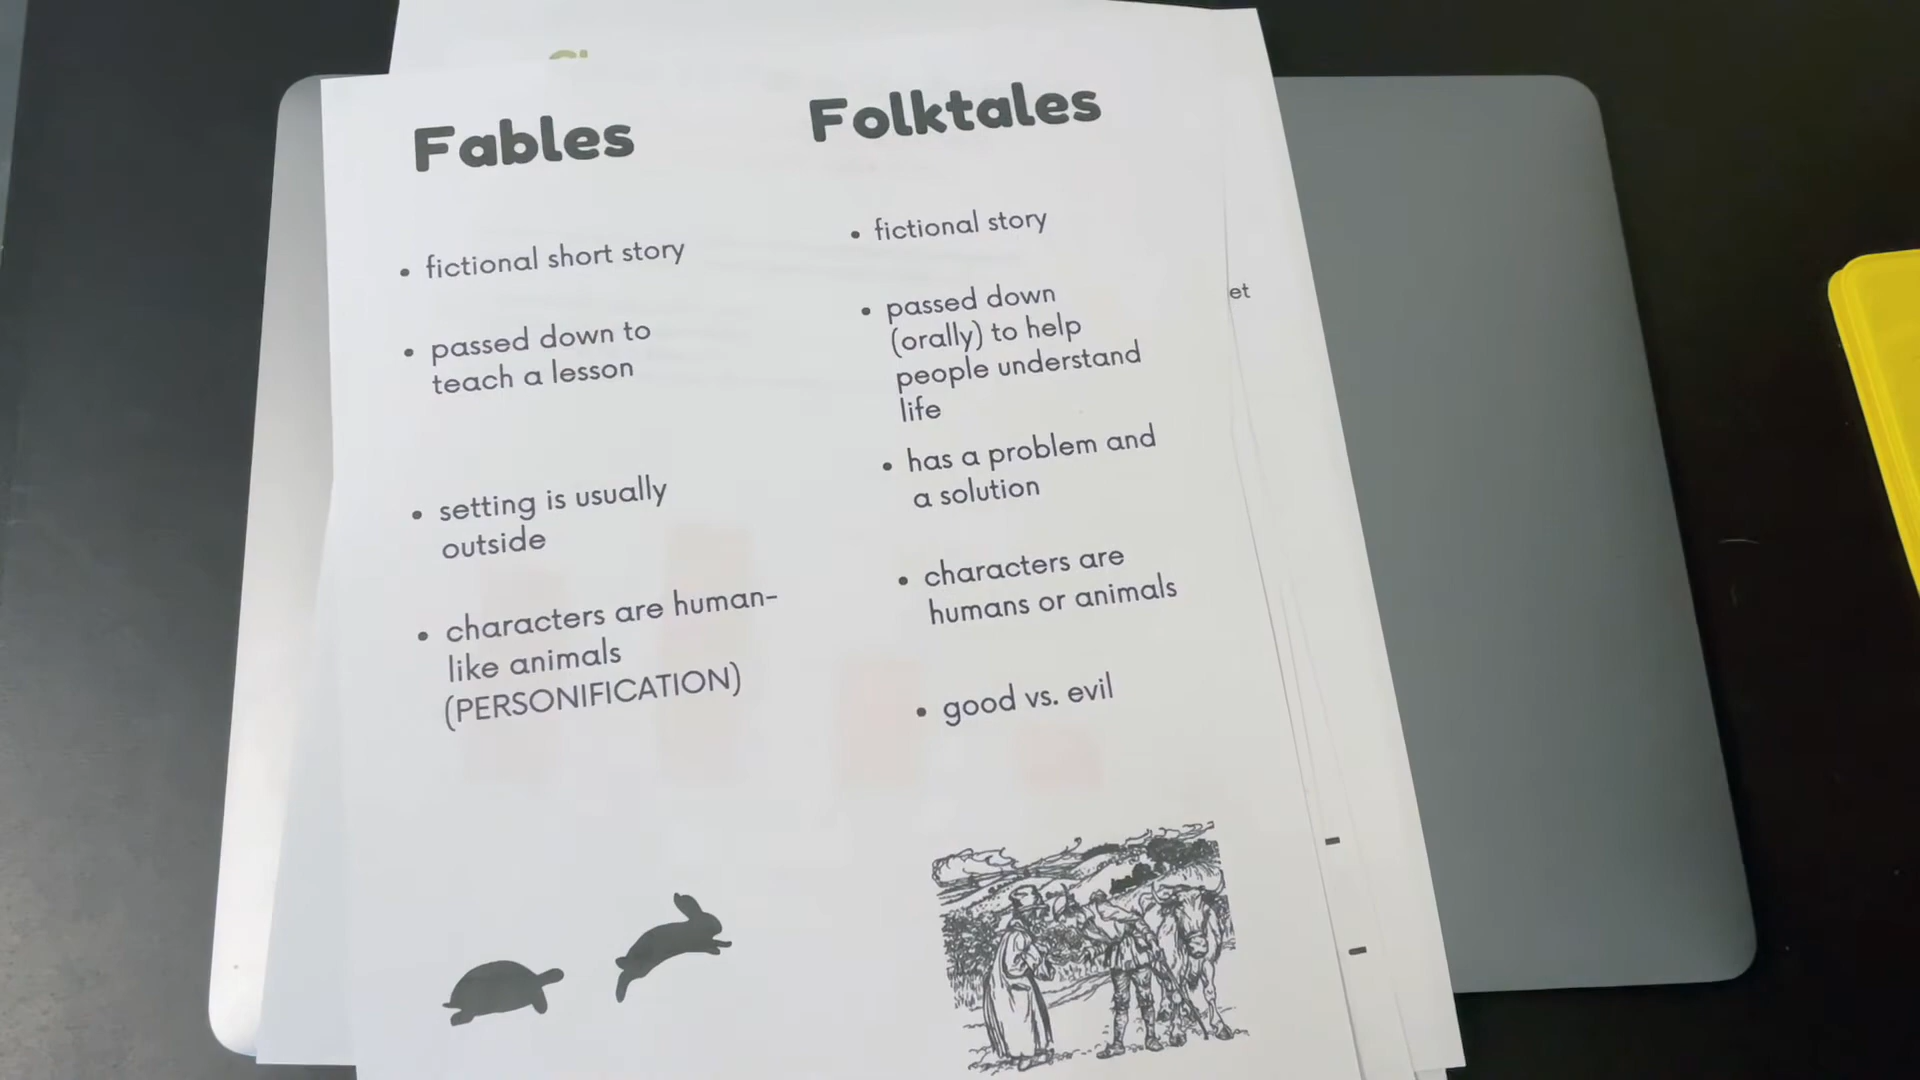 Fables
fictional short story
passed down to
teach a lesson
setting is usually
outside
characters are human-
like animals
(PERSONIFICATION)
Folktales
fictional story
passed down
(orally) to help
people understand
life
has a problem and
a solution
characters are
humans or animals
good vs. evil
et